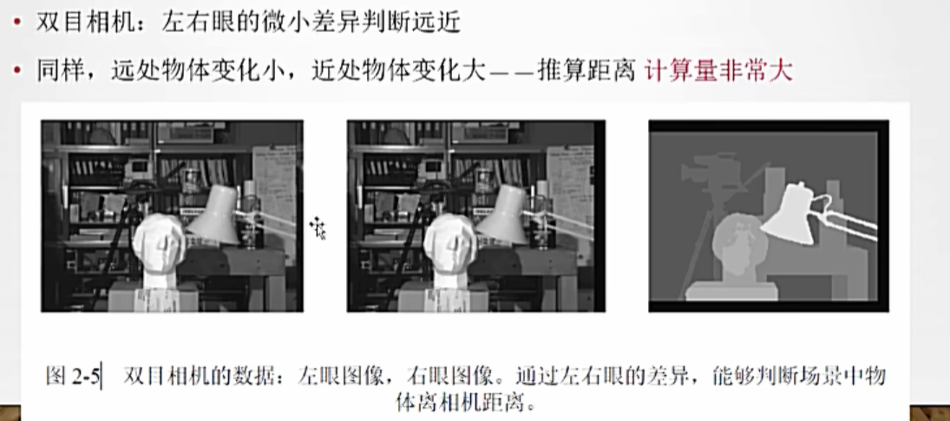 双目相机：左右眼的微小差异判断远近
同样，远处物体变化小，近处物体变化大——推算距离 计算量非常大
图 2-5 双目相机的数据：左眼图像，右眼图像。通过左右眼的差异，能够判断场景中物
体离相机距离。